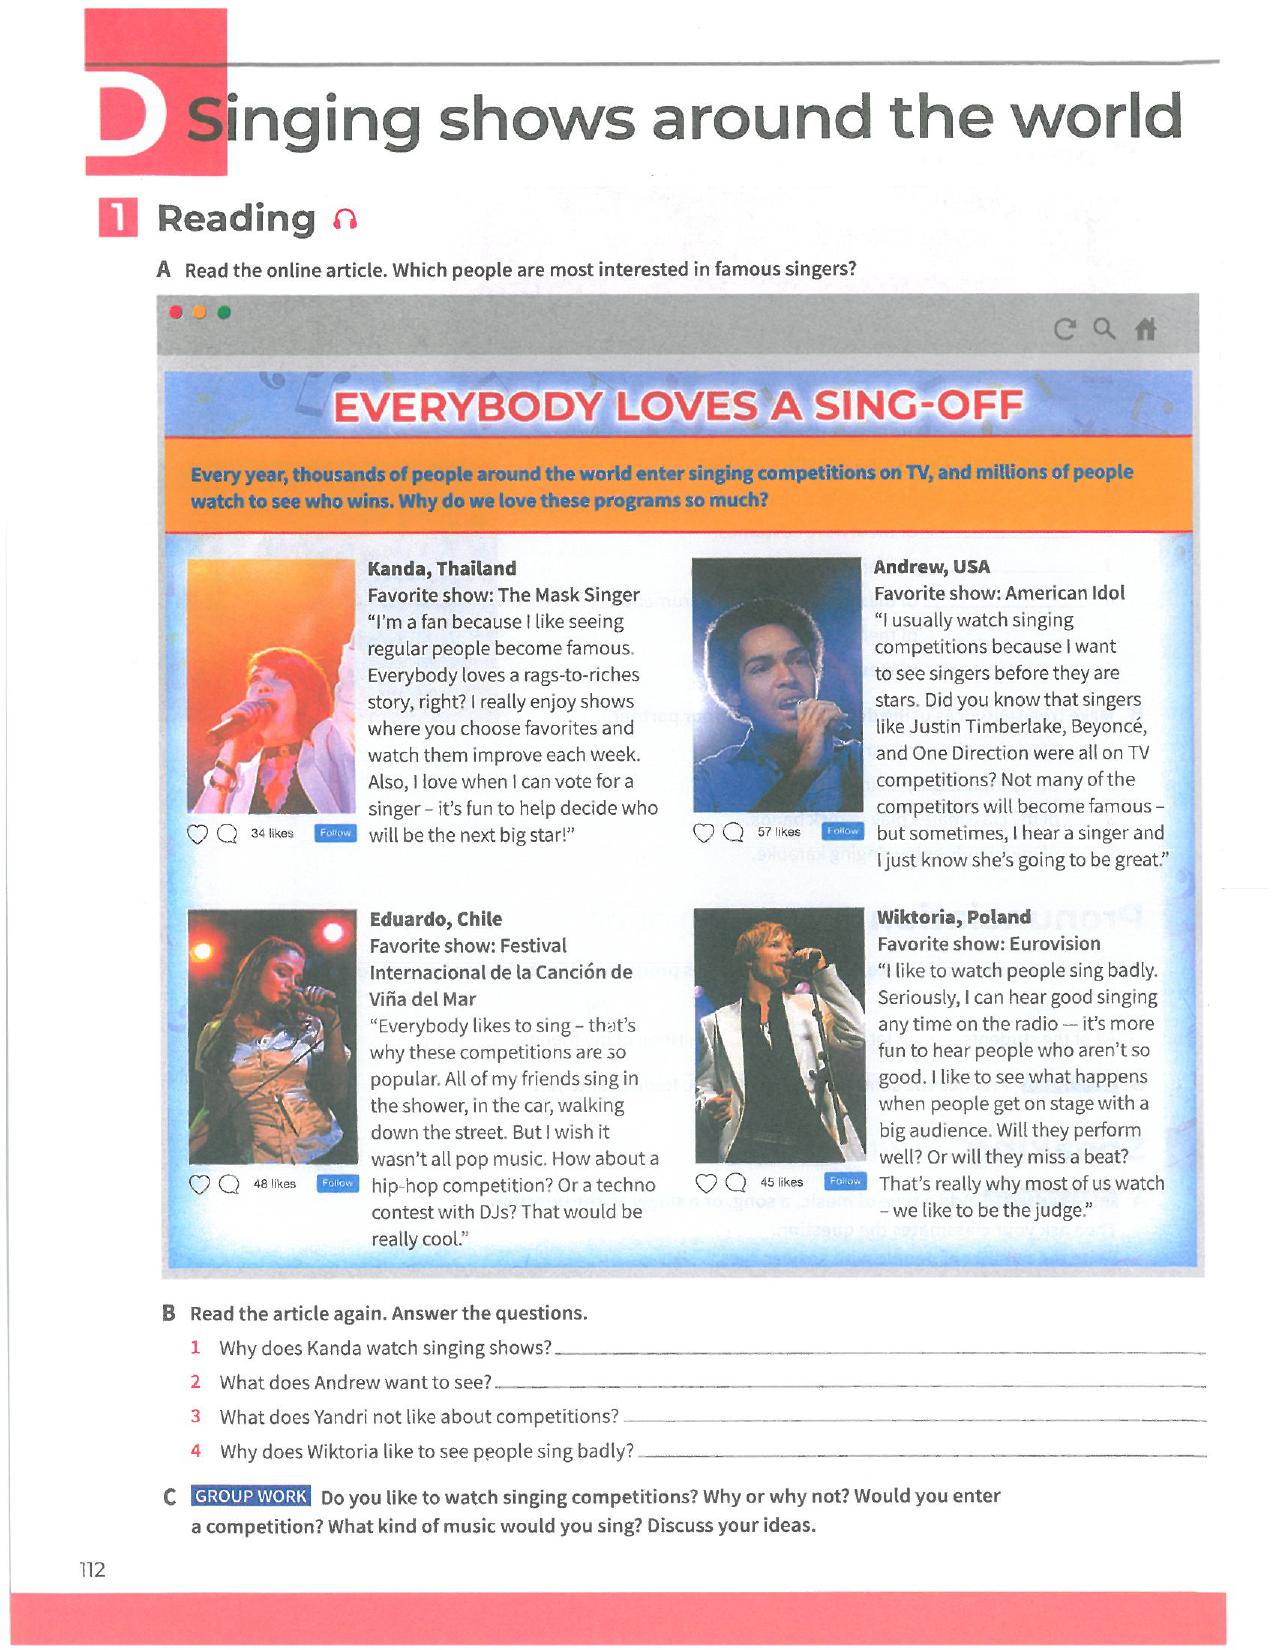 D Singing shows around the world
1 Reading
A Read the online article. Which people are most interested in famous singers?
EVERYBODY LOVES A SING-OFF
Every year, thousands of people around the world enter singing competitions on TV, and millions of people
watch to see who wins. Why do we love these programs so much?
Kanda, Thailand
Favorite show: The Mask Singer
“I’m a fan because I like seeing
regular people become famous.
Everybody loves a rags-to-riches
story, right? I really enjoy shows
where you choose favorites and
watch them improve each week.
Also, I love when I can vote for a
singer – it’s fun to help decide who
will be the next big star!”
34 likes Follow
Andrew, USA
Favorite show: American Idol
“I usually watch singing
competitions because I want
to see singers before they are
stars. Did you know that singers
like Justin Timberlake, Beyoncé,
and One Direction were all on TV
competitions? Not many of the
competitors will become famous –
but sometimes, I hear a singer and
I just know she’s going to be great.”
57 likes Follow
Eduardo, Chile
Favorite show: Festival
Internacional de la Canción de
Viña del Mar
“Everybody likes to sing – that’s
why these competitions are so
popular. All of my friends sing in
the shower, in the car, walking
down the street. But I wish it
wasn’t all pop music. How about a
hip-hop competition? Or a techno
contest with DJs? That would be
really cool.”
48 likes Follow
Wiktoria, Poland
Favorite show: Eurovision
“I like to watch people sing badly.
Seriously, I can hear good singing
any time on the radio — it’s more
fun to hear people who aren’t so
good. I like to see what happens
when people get on stage with a
big audience. Will they perform
well? Or will they miss a beat?
That’s really why most of us watch
– we like to be the judge.”
45 likes Follow
B Read the article again. Answer the questions.
1 Why does Kanda watch singing shows?
2 What does Andrew want to see?
3 What does Yandri not like about competitions?
4 Why does Wiktoria like to see people sing badly?
C GROUP WORK Do you like to watch singing competitions? Why or why not? Would you enter
a competition? What kind of music would you sing? Discuss your ideas.
112